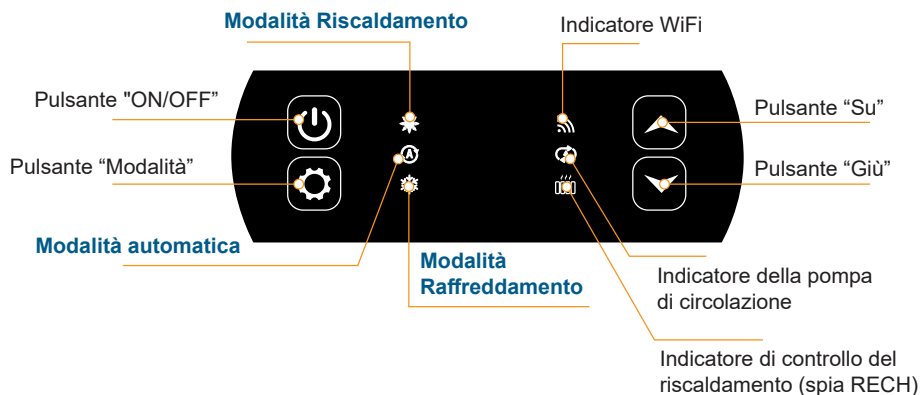 Modalità Riscaldamento
Indicatore WiFi
Pulsante "ON/OFF”
Pulsante “Su”
Pulsante “Modalità”
Pulsante “Giù”
A
Modalità automatica
Modalità
Raffreddamento
Indicatore della pompa
di circolazione
Indicatore di controllo del
riscaldamento (spia RECH)